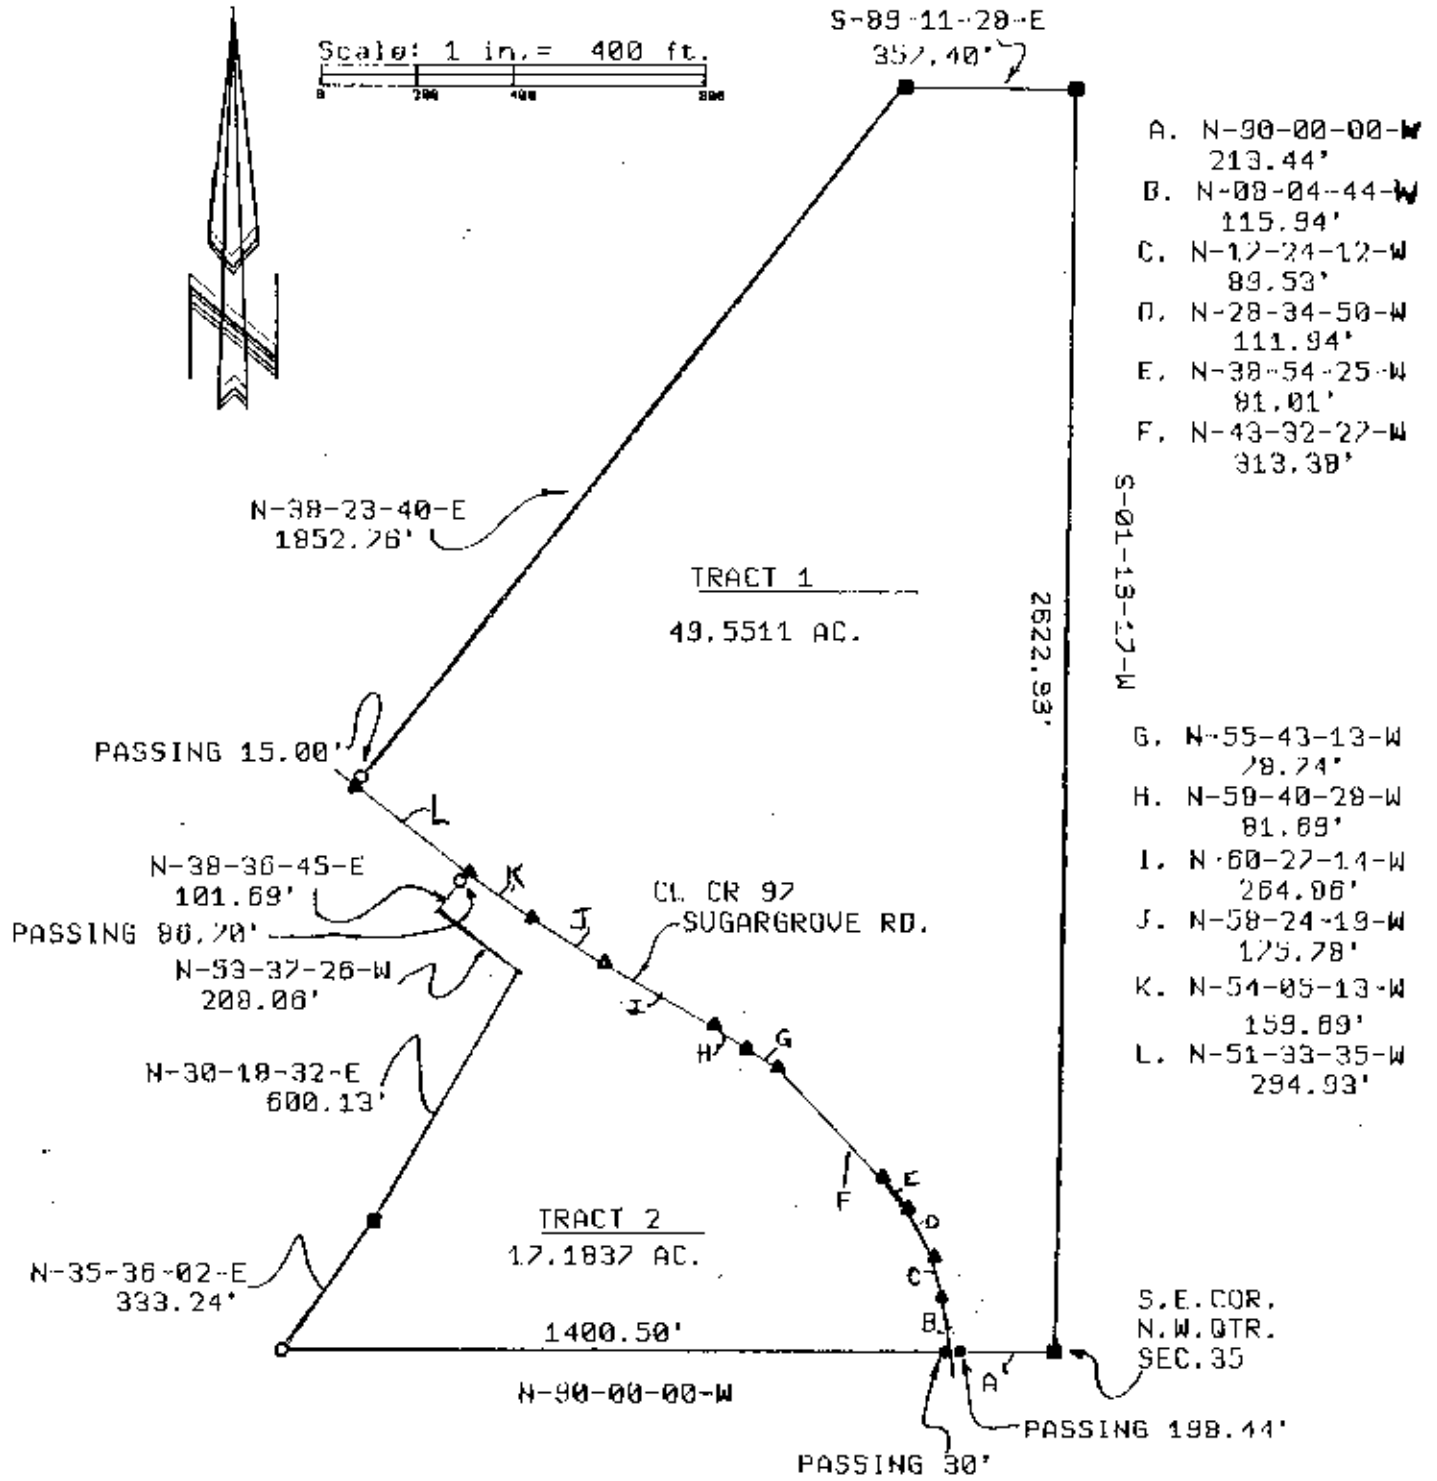 S-89-11-28-E
357.40'
Scale: 1 in.= 400 ft.
0 200 400 800
A. N-90-00-00-W
213.44'
B. N-08-04-44-W
115.94'
C. N-17-24-12-W
89.53'
D. N-28-34-50-W
111.94'
E. N-38-54-25-W
81.01'
F. N-43-32-27-W
313.38'
N-38-23-40-E
1852.76'
TRACT 1
49.5511 AC.
S-01-13-17-W
2622.93'
PASSING 15.00'
G. N-55-43-13-W
78.74'
H. N-58-40-28-W
81.69'
I. N-60-27-14-W
264.86'
J. N-58-24-19-W
175.78'
K. N-54-05-13-W
159.89'
L. N-51-33-35-W
294.93'
L
N-38-36-45-E
101.69'
K
CL CR 97
SUGARGROVE RD.
J
PASSING 86.70'
N-53-37-26-W
208.06'
I
H
G
N-30-18-32-E
600.13'
F
E
D
TRACT 2
17.1837 AC.
C
N-35-36-02-E
333.24'
B
1400.50'
S.E.COR.
N.W.QTR.
SEC.35
A
N-90-00-00-W
PASSING 198.44'
PASSING 30'